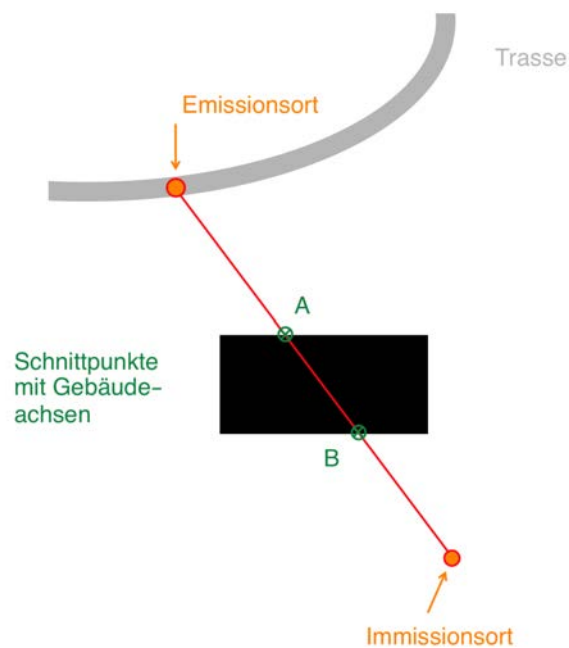 Trasse
Emissionsort
A
Schnittpunkte
mit Gebäude-
achsen
B
Immissionsort